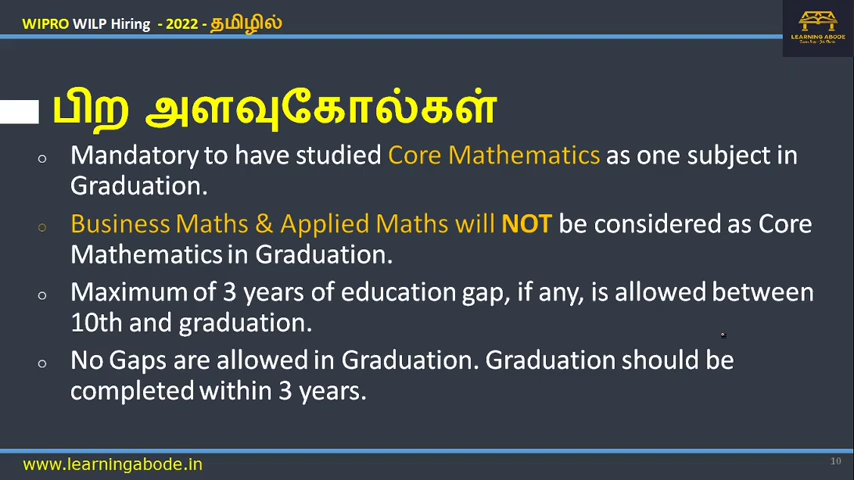 WIPRO WILP Hiring - 2022 - தமிழில்
LEARNING ABODE
பிற அளவுகோல்கள்
Mandatory to have studied Core Mathematics as one subject in
Graduation.
Business Maths & Applied Maths will NOT be considered as Core
Mathematics in Graduation.
Maximum of 3 years of education gap, if any, is allowed between
10th and graduation.
No Gaps are allowed in Graduation. Graduation should be
completed within 3 years.
www.learningabode.in
10